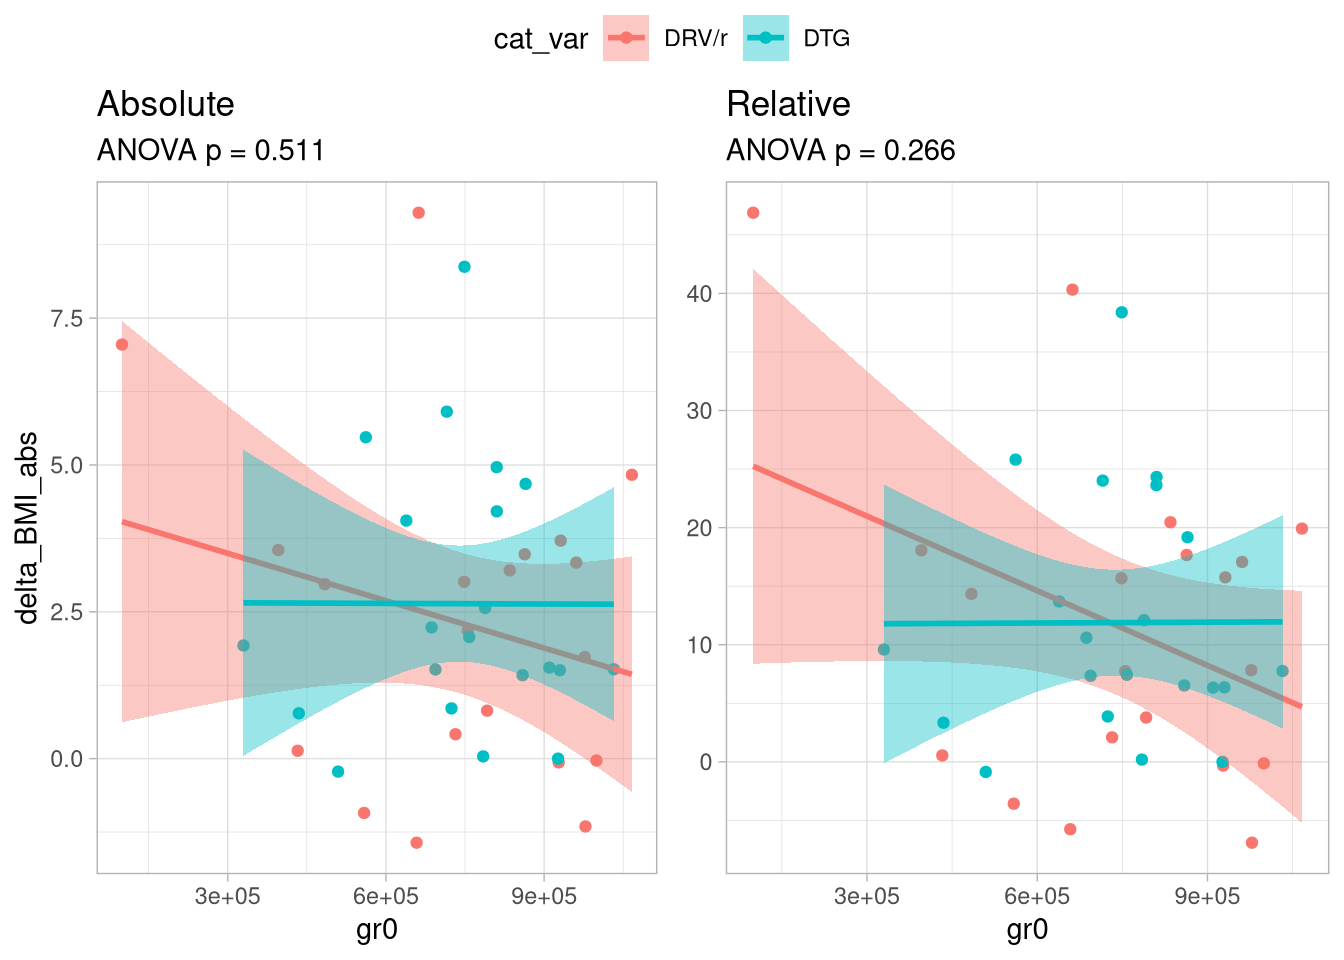 cat_var DRV/r DTG
Absolute
ANOVA p = 0.511
delta_BMI_abs
7.5
5.0
2.5
0.0
3e+05 6e+05 9e+05
gr0
Relative
ANOVA p = 0.266
40
30
20
10
0
3e+05 6e+05 9e+05
gr0